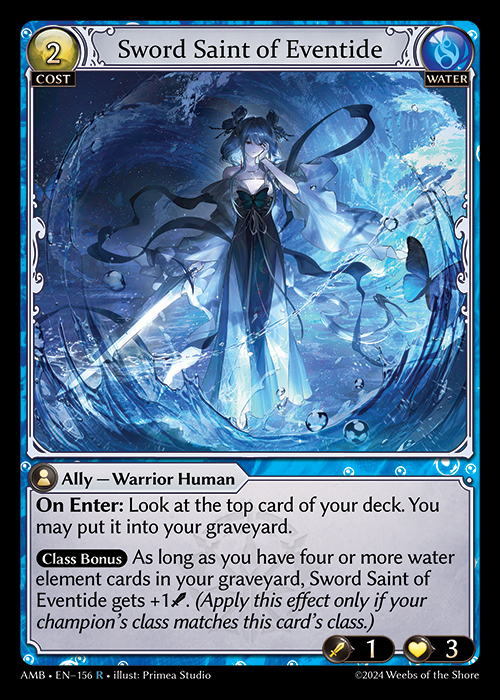 2
COST
Sword Saint of Eventide
WATER
Ally — Warrior Human
On Enter: Look at the top card of your deck. You
may put it into your graveyard.
Class Bonus As long as you have four or more water
element cards in your graveyard, Sword Saint of
Eventide gets +1. (Apply this effect only if your
champion's class matches this card's class.)
1
3
AMB • EN–156 R • illust: Primea Studio
©2024 Weebs of the Shore